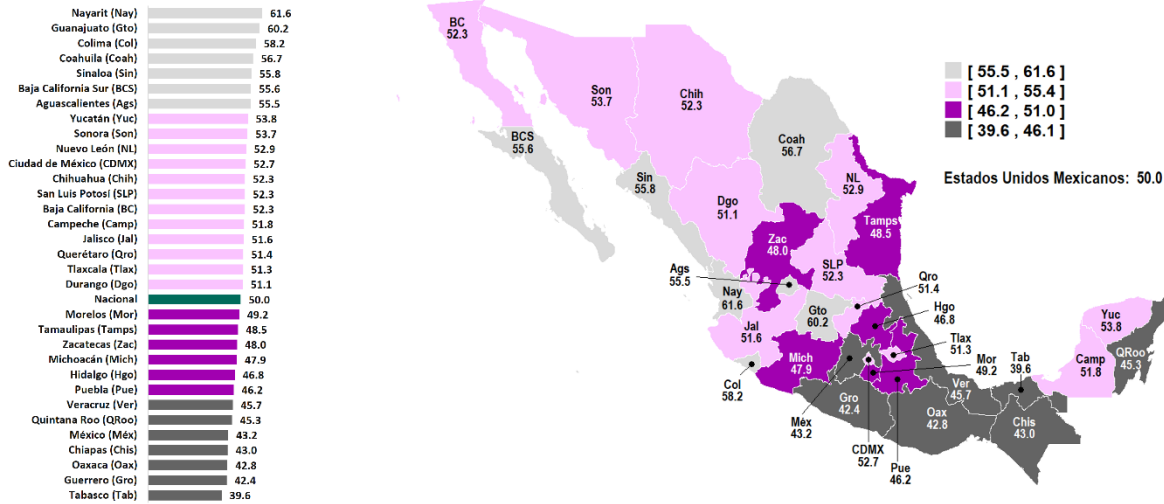 Nayarit (Nay) 61.6
Guanajuato (Gto) 60.2
Colima (Col) 58.2
Coahuila (Coah) 56.7
Sinaloa (Sin) 55.8
Baja California Sur (BCS) 55.6
Aguascalientes (Ags) 55.5
Yucatán (Yuc) 53.8
Sonora (Son) 53.7
Nuevo León (NL) 52.9
Ciudad de México (CDMX) 52.7
Chihuahua (Chih) 52.3
San Luis Potosí (SLP) 52.3
Baja California (BC) 52.3
Campeche (Camp) 51.8
Jalisco (Jal) 51.6
Querétaro (Qro) 51.4
Tlaxcala (Tlax) 51.3
Durango (Dgo) 51.1
Nacional 50.0
Morelos (Mor) 49.2
Tamaulipas (Tamps) 48.5
Zacatecas (Zac) 48.0
Michoacán (Mich) 47.9
Hidalgo (Hgo) 46.8
Puebla (Pue) 46.2
Veracruz (Ver) 45.7
Quintana Roo (QRoo) 45.3
México (Méx) 43.2
Chiapas (Chis) 43.0
Oaxaca (Oax) 42.8
Guerrero (Gro) 42.4
Tabasco (Tab) 39.6
BC
52.3
Son
53.7
Chih
52.3
BCS
55.6
Coah
56.7
Sin
55.8
NL
52.9
Dgo
51.1
Tamps
48.5
Zac
48.0
SLP
52.3
Ags
55.5
Nay
61.6
Qro
51.4
Gto
60.2
Hgo
46.8
Jal
51.6
Tlax
51.3
Mich
47.9
Mor
49.2
Col
58.2
Méx
43.2
Gro
42.4
CDMX
52.7
Pue
46.2
Oax
42.8
Ver
45.7
Tab
39.6
Chis
43.0
Camp
51.8
Yuc
53.8
QRoo
45.3
[ 55.5 , 61.6 ]
[ 51.1 , 55.4 ]
[ 46.2 , 51.0 ]
[ 39.6 , 46.1 ]
Estados Unidos Mexicanos: 50.0